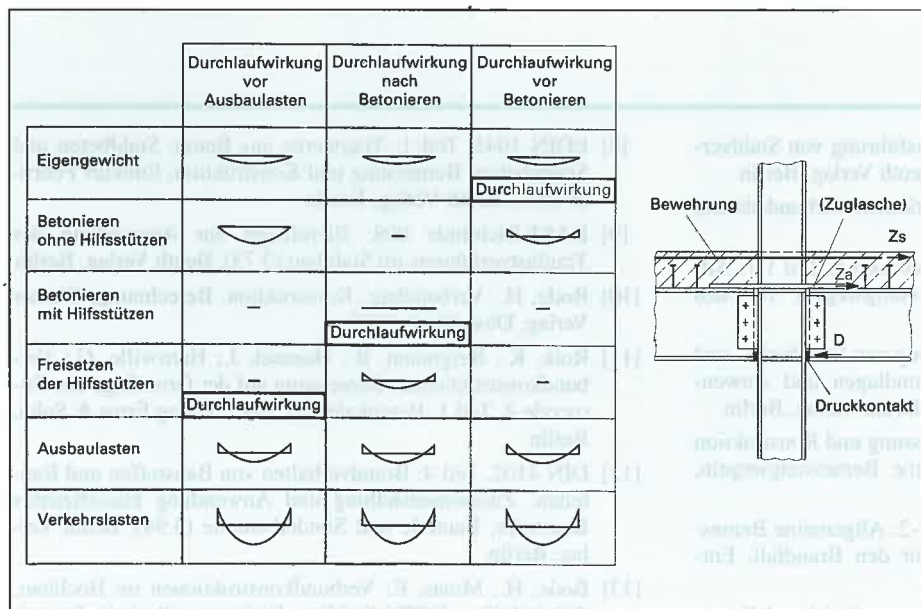 Durchlaufwirkung
vor
Ausbaulasten
Durchlaufwirkung
nach
Betonieren
Durchlaufwirkung
vor
Betonieren
Eigengewicht
Durchlaufwirkung
Betonieren
ohne Hilfsstützen
Betonieren
mit Hilfsstützen
Durchlaufwirkung
Freisetzen
der Hilfsstützen
Durchlaufwirkung
Ausbaulasten
Verkehrslasten
Bewehrung
(Zuglasche)
Zs
Za
D
Druckkontakt